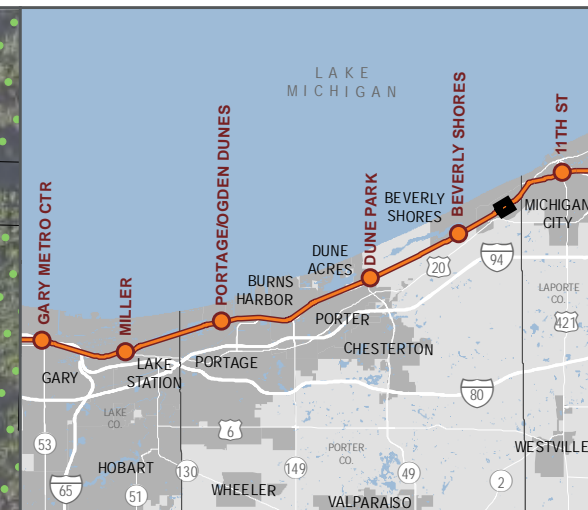 LAKE
MICHIGAN
GARY METRO CTR
MILLER
PORTAGE/OGDEN DUNES
DUNE PARK
BEVERLY SHORES
11TH ST
BEVERLY
SHORES
MICHIGAN
CITY
DUNE
ACRES
BURNS
HARBOR
20
94
LAPORTE
CO.
421
PORTER
CHESTERTON
PORTAGE
LAKE
STATION
GARY
80
LAKE
CO.
6
53
PORTER
CO.
WESTVILLE
HOBART
130
149
49
2
65
51
WHEELER
VALPARAISO